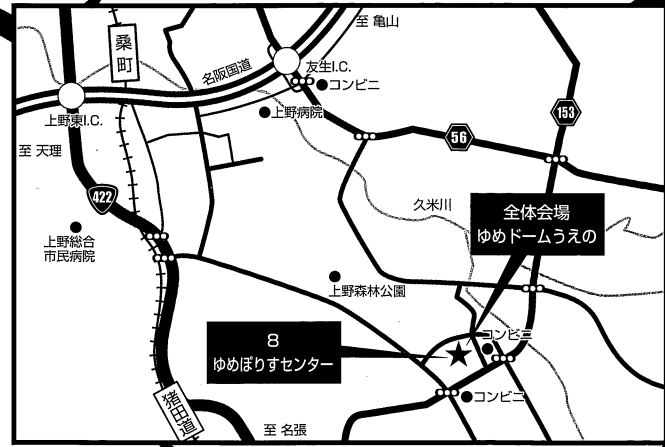 至 亀山
桑町
名阪国道
友生I.C.
コンビニ
上野東I.C.
上野病院
153
56
至 天理
422
久米川
全体会場
ゆめドームうえの
上野総合
市民病院
上野森林公園
8
ゆめぽりすセンター
コンビニ
コンビニ
猪田道
至 名張